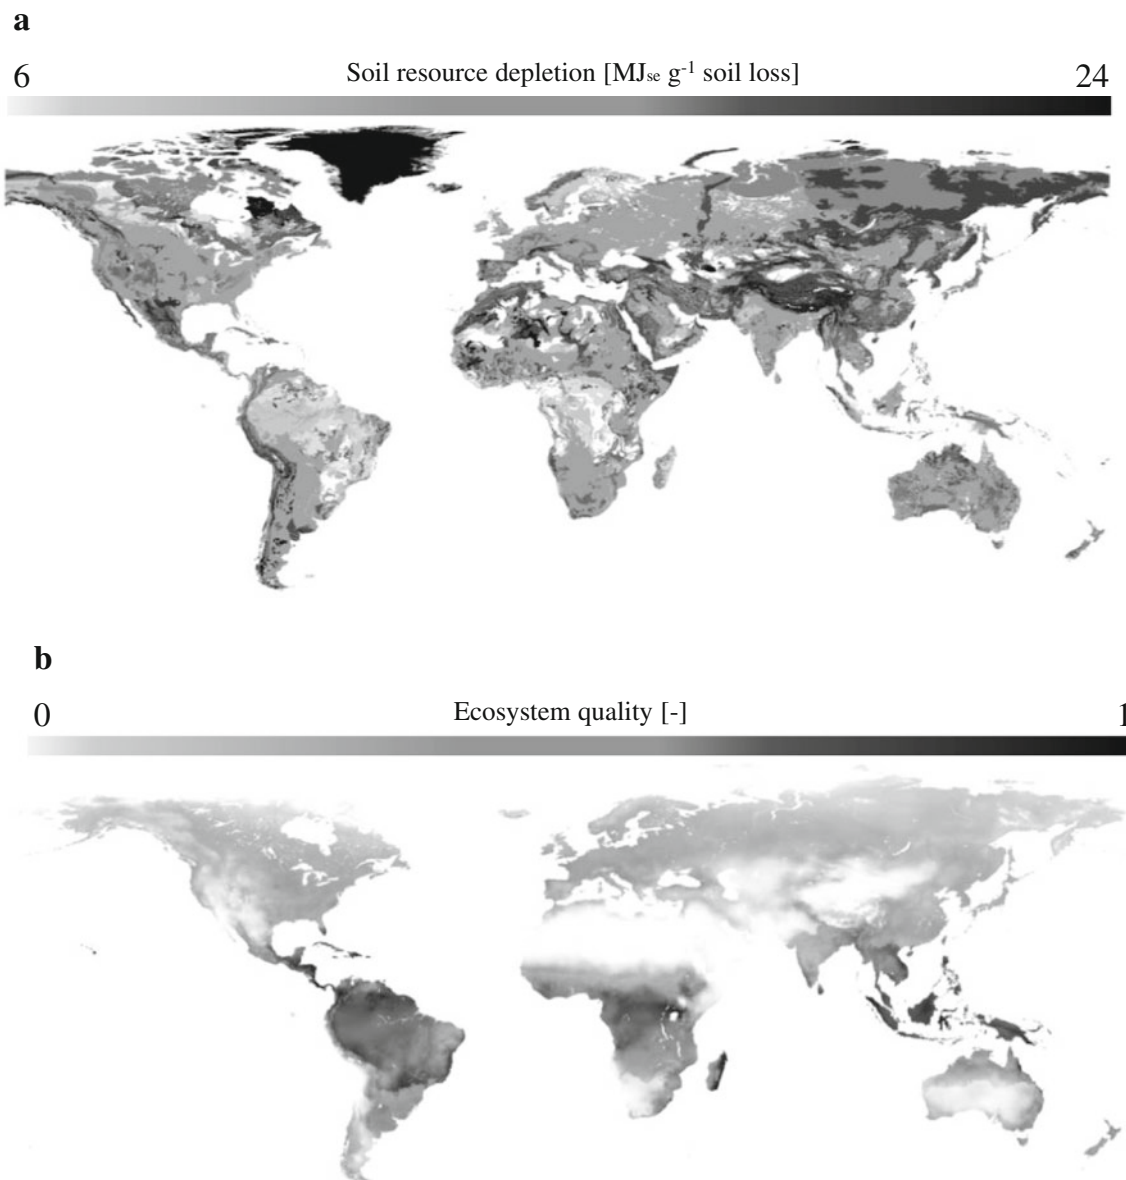 a
6 Soil resource depletion [MJse g-1 soil loss] 24
b
0 Ecosystem quality [-] 1